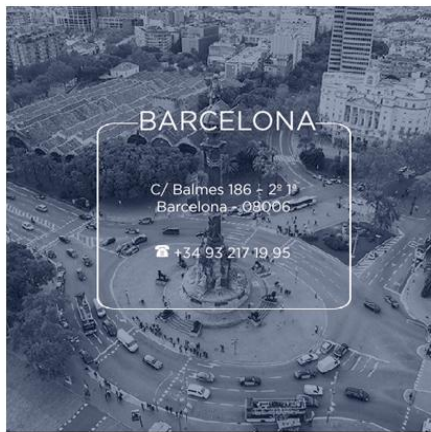 BARCELONA
C/ Balmes 186 - 2º 1ª
Barcelona - 08006
☎ +34 93 217 19 95